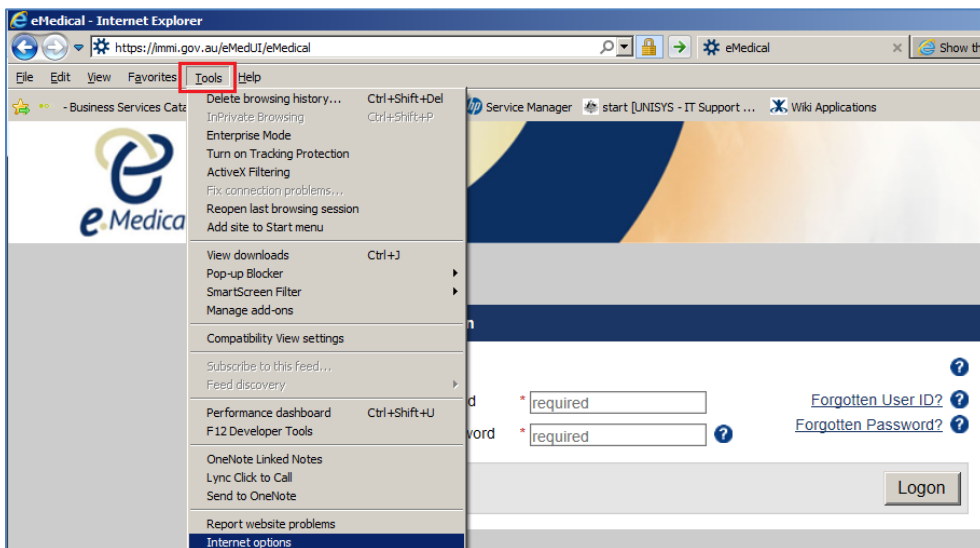 eMedical - Internet Explorer
https://immi.gov.au/eMedUI/eMedical
eMedical
Show th
File Edit View Favorites Tools Help
- Business Services Cata
Service Manager
start [UNISYS - IT Support ...
Wiki Applications
Delete browsing history... Ctrl+Shift+Del
InPrivate Browsing Ctrl+Shift+P
Enterprise Mode
Turn on Tracking Protection
ActiveX Filtering
Fix connection problems...
Reopen last browsing session
Add site to Start menu
View downloads Ctrl+J
Pop-up Blocker
SmartScreen Filter
Manage add-ons
Compatibility View settings
Subscribe to this feed...
Feed discovery
Performance dashboard Ctrl+Shift+U
F12 Developer Tools
OneNote Linked Notes
Lync Click to Call
Send to OneNote
Report website problems
Internet options
e.Medica
n
d * required
Forgotten User ID? ?
word * required ?
Forgotten Password? ?
Logon